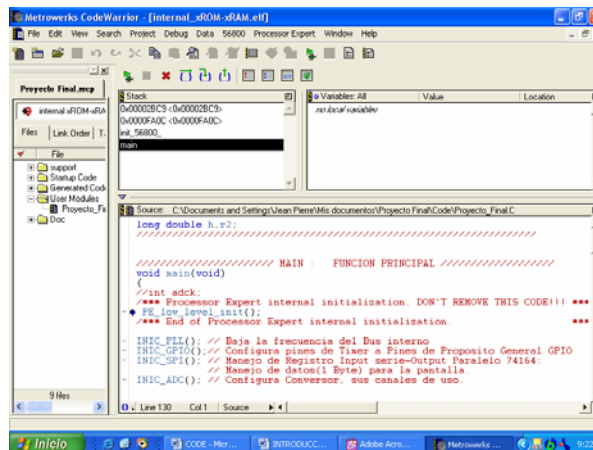 Metrowerks CodeWarrior - [internal_xROM-xRAM.elf]
File Edit View Search Project Debug Data 56800 Processor Expert Window Help
Proyecto Final.mcp
internal xROM-xRA
Files Link Order T
File
support
Startup Code
Generated Cod
User Modules
Proyecto_Fi
Doc
9 files
Stack
0x00002BC9 <0x00002BC9>
0x0000FA0C <0x0000FA0C>
init_56800_
main
Variables: All Value Location
no local variables
Source: C:\Documents and Settings\Jean Pierre\Mis documentos\Proyecto Final\Code\Proyecto_Final.C
long double h,r2;
/////////////////////// MAIN : FUNCION PRINCIPAL ///////////////////
void main(void)
{
//int adck;
/*** Processor Expert internal initialization. DON'T REMOVE THIS CODE!!! ***
PE_low_level_init();
/*** End of Processor Expert internal initialization. ***
INIC_PLL(); // Baja la frecuencia del Bus interno
INIC_GPIO();// Configura pines de Timer a Pines de Proposito General GPIO
INIC_SPI(); // Manejo de Registro Input serie-Output Paralelo 74164:
// Manejo de datos(1 Byte) para la pantalla.
INIC_ADC(); // Configura Conversor, sus canales de uso.
Line 130 Col 1 Source
Inicio CODE - Micr... INTRODUCC... Adobe Acro... Metrowerks ... 9:22